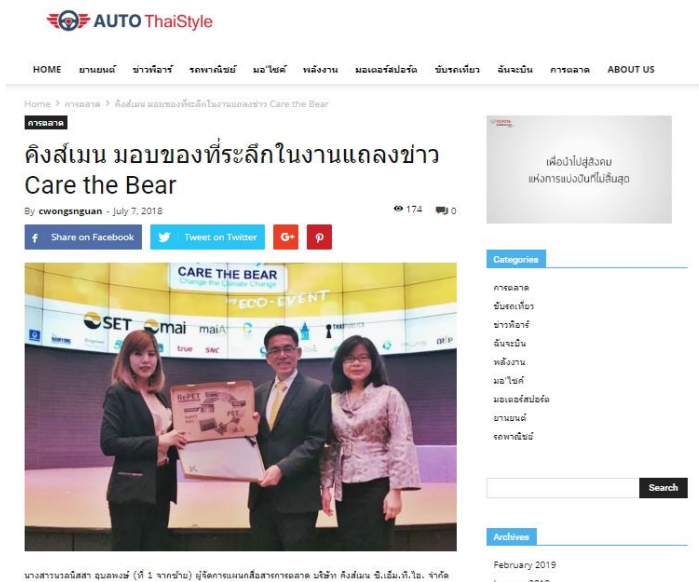 AUTO ThaiStyle
HOME ยานยนต์ ข่าวพีอาร์ รถพาณิชย์ มอ'ไซค์ พลังงาน มอเตอร์สปอร์ต ขับรถเที่ยว ฉันจะบิน การตลาด ABOUT US
Home > การตลาด > คิงส์เมน มอบของที่ระลึกในงานแถลงข่าว Care the Bear
การตลาด
คิงส์เมน มอบของที่ระลึกในงานแถลงข่าว
Care the Bear
By cwongsnguan - July 7, 2018
174
0
Share on Facebook
Tweet on Twitter
G+
CARE THE BEAR
Change the Climate Change
ECO-EVENT
SET
mai
maiA
true
SNC
RePET
นางสาวนวลนิสสา อุบลพงษ์ (ที่ 1 จากซ้าย) ผู้จัดการแผนกสื่อสารการตลาด บริษัท คิงส์เมน ซี.เอ็ม.ที.ไอ. จำกัด
เพื่อนำไปสู่สังคม
แห่งการแบ่งปันที่ไม่สิ้นสุด
Categories
การตลาด
ขับรถเที่ยว
ข่าวพีอาร์
ฉันจะบิน
พลังงาน
มอ'ไซค์
มอเตอร์สปอร์ต
ยานยนต์
รถพาณิชย์
Search
Archives
February 2019